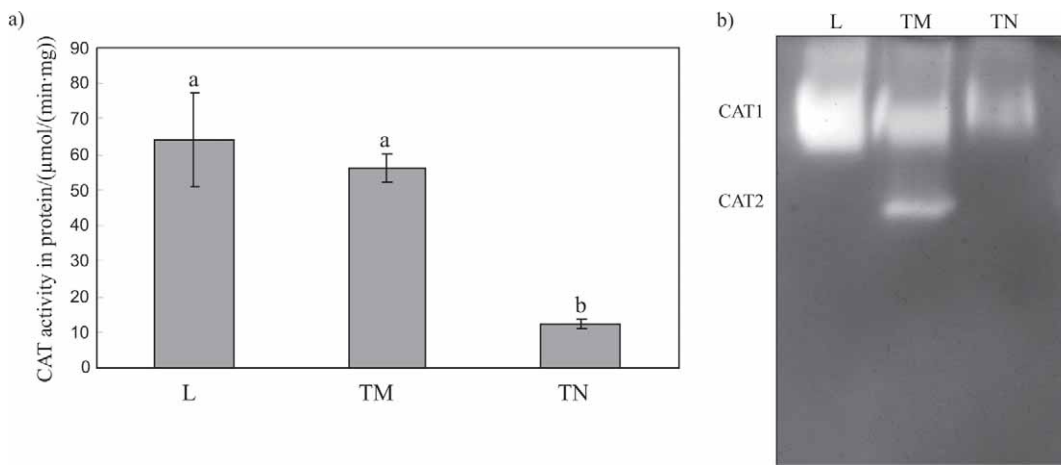 a)
CAT activity in protein/(μmol/(min·mg))
90
80
70
60
50
40
30
20
10
0
a
a
b
L TM TN
b)
L TM TN
CAT1
CAT2